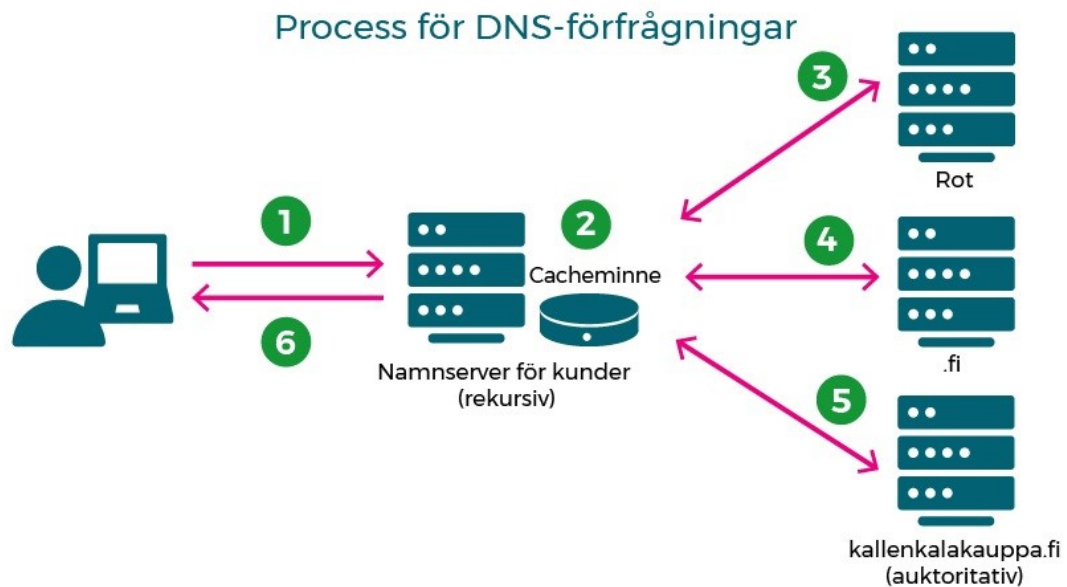 Process för DNS-förfrågningar
3
Rot
1
2
Cacheminne
4
6
Namnserver för kunder
(rekursiv)
.fi
5
kallenkalakauppa.fi
(auktoritativ)